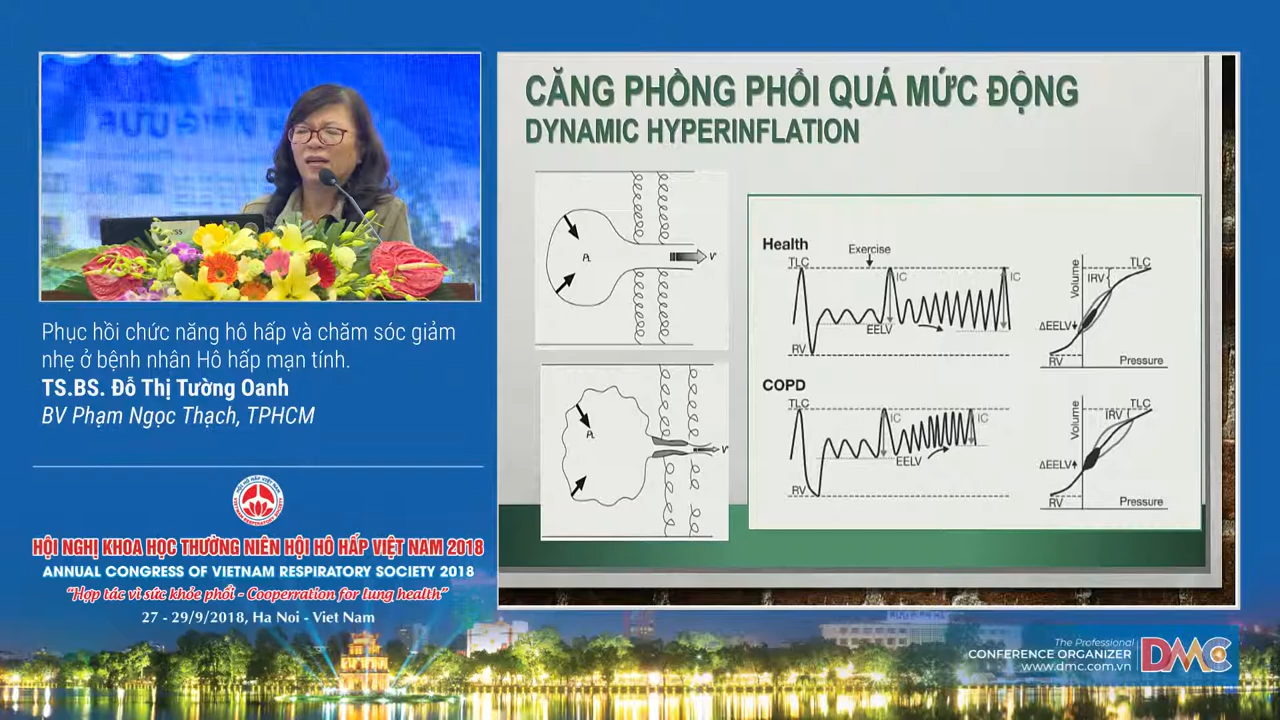 CĂNG PHỒNG PHỔI QUÁ MỨC ĐỘNG
DYNAMIC HYPERINFLATION
PL
V'
PL
V'
Health
TLC
Exercise
IC
IC
EELV
RV
Volume
TLC
IRV
ΔEELV
RV
Pressure
COPD
TLC
IC
IC
EELV
RV
Volume
TLC
IRV
ΔEELV
RV
Pressure
Phục hồi chức năng hô hấp và chăm sóc giảm
nhẹ ở bệnh nhân Hô hấp mạn tính.
TS.BS. Đỗ Thị Tường Oanh
BV Phạm Ngọc Thạch, TPHCM
HỘI NGHỊ KHOA HỌC THƯỜNG NIÊN HỘI HÔ HẤP VIỆT NAM 2018
ANNUAL CONGRESS OF VIETNAM RESPIRATORY SOCIETY 2018
"Hợp tác vì sức khỏe phổi - Cooperration for lung health"
27 - 29/9/2018, Ha Noi - Viet Nam
The Professional
CONFERENCE ORGANIZER
www.dmc.com.vn
DMC